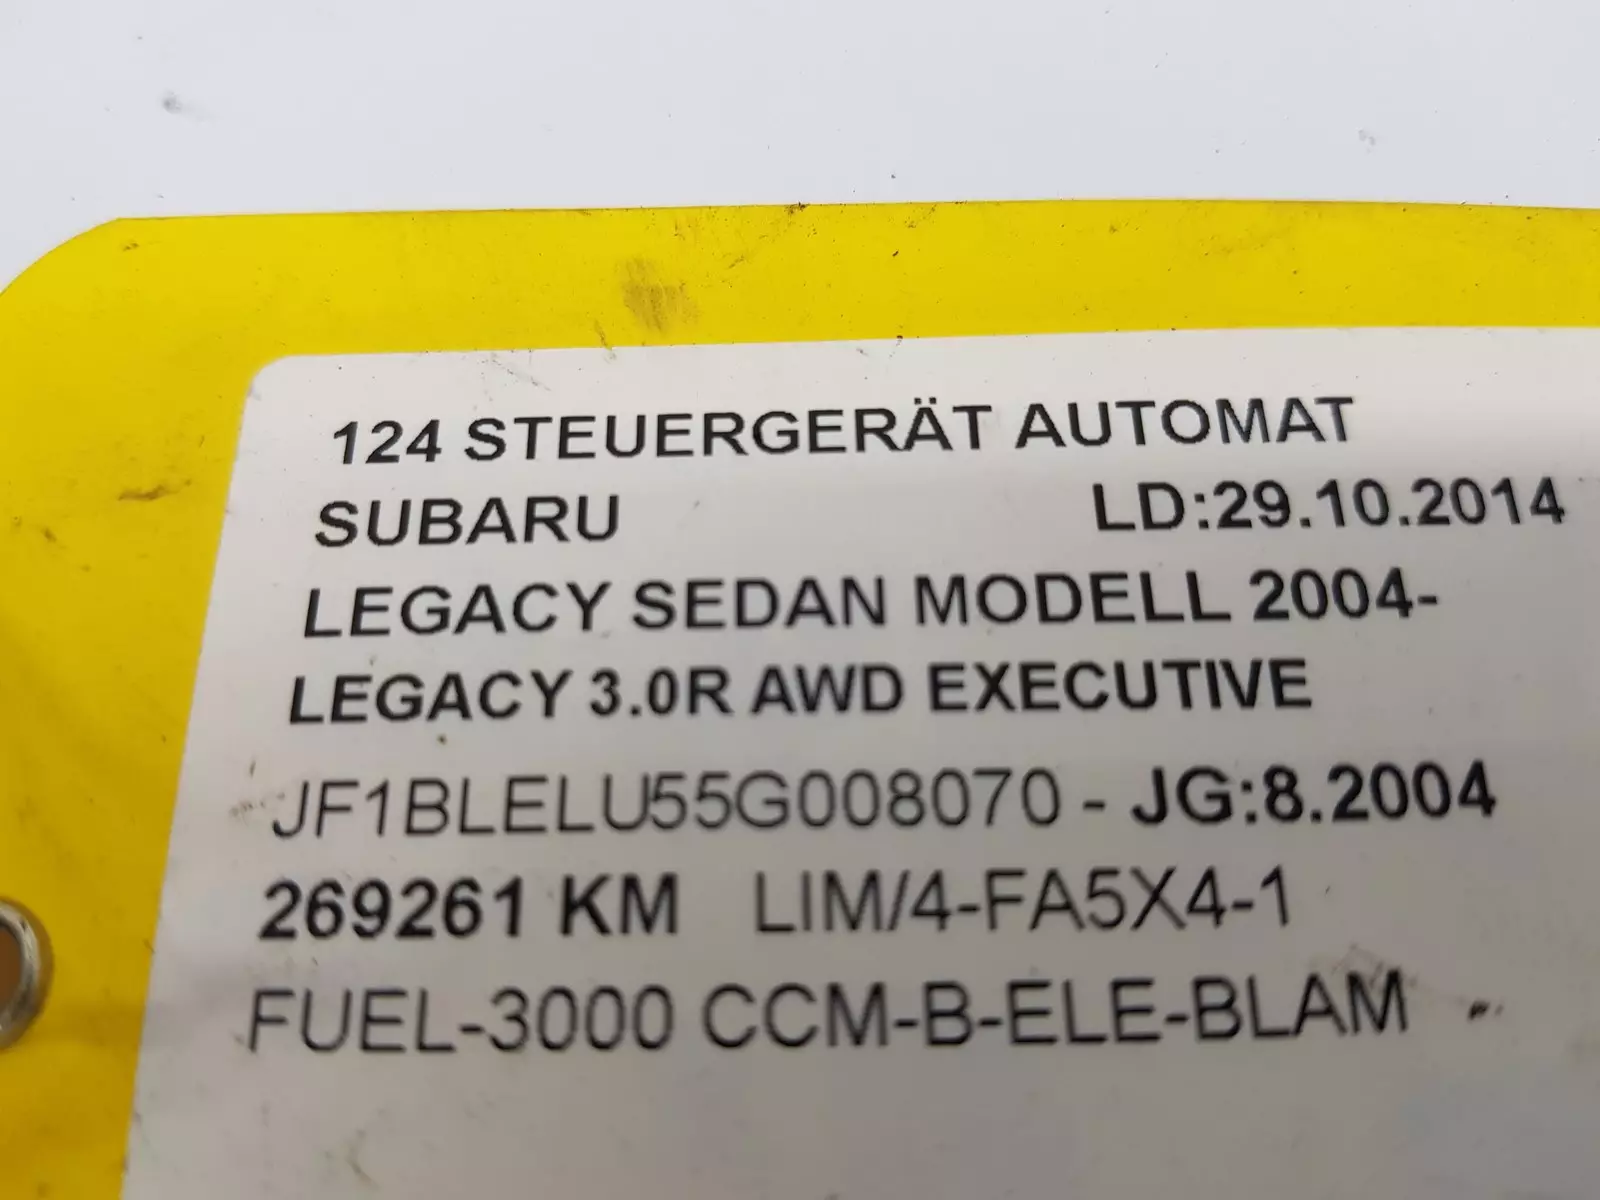 124 STEUERGERÄT AUTOMAT
SUBARU LD:29.10.2014
LEGACY SEDAN MODELL 2004-
LEGACY 3.0R AWD EXECUTIVE
JF1BLELU55G008070 - JG:8.2004
269261 KM LIM/4-FA5X4-1
FUEL-3000 CCM-B-ELE-BLAM